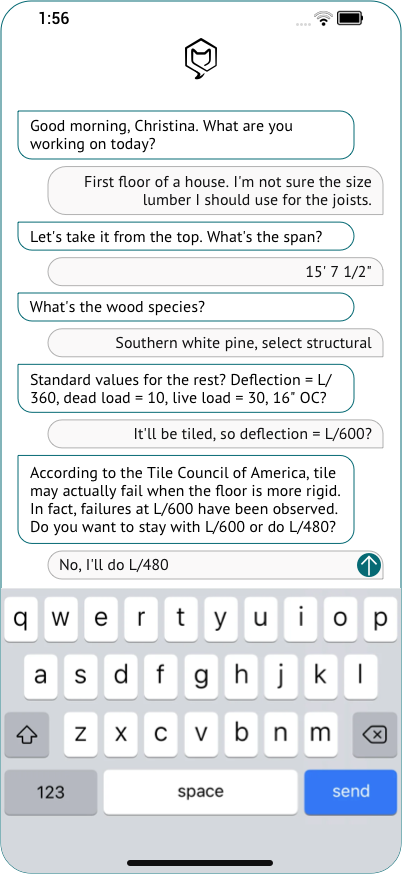 1:56
Good morning, Christina. What are you
working on today?
First floor of a house. I'm not sure the size
lumber I should use for the joists.
Let's take it from the top. What's the span?
15' 7 1/2"
What's the wood species?
Southern white pine, select structural
Standard values for the rest? Deflection = L/
360, dead load = 10, live load = 30, 16" OC?
It'll be tiled, so deflection = L/600?
According to the Tile Council of America, tile
may actually fail when the floor is more rigid.
In fact, failures at L/600 have been observed.
Do you want to stay with L/600 or do L/480?
No, I'll do L/480
q w e r t y u i o p
a s d f g h j k l
z x c v b n m
123 space send